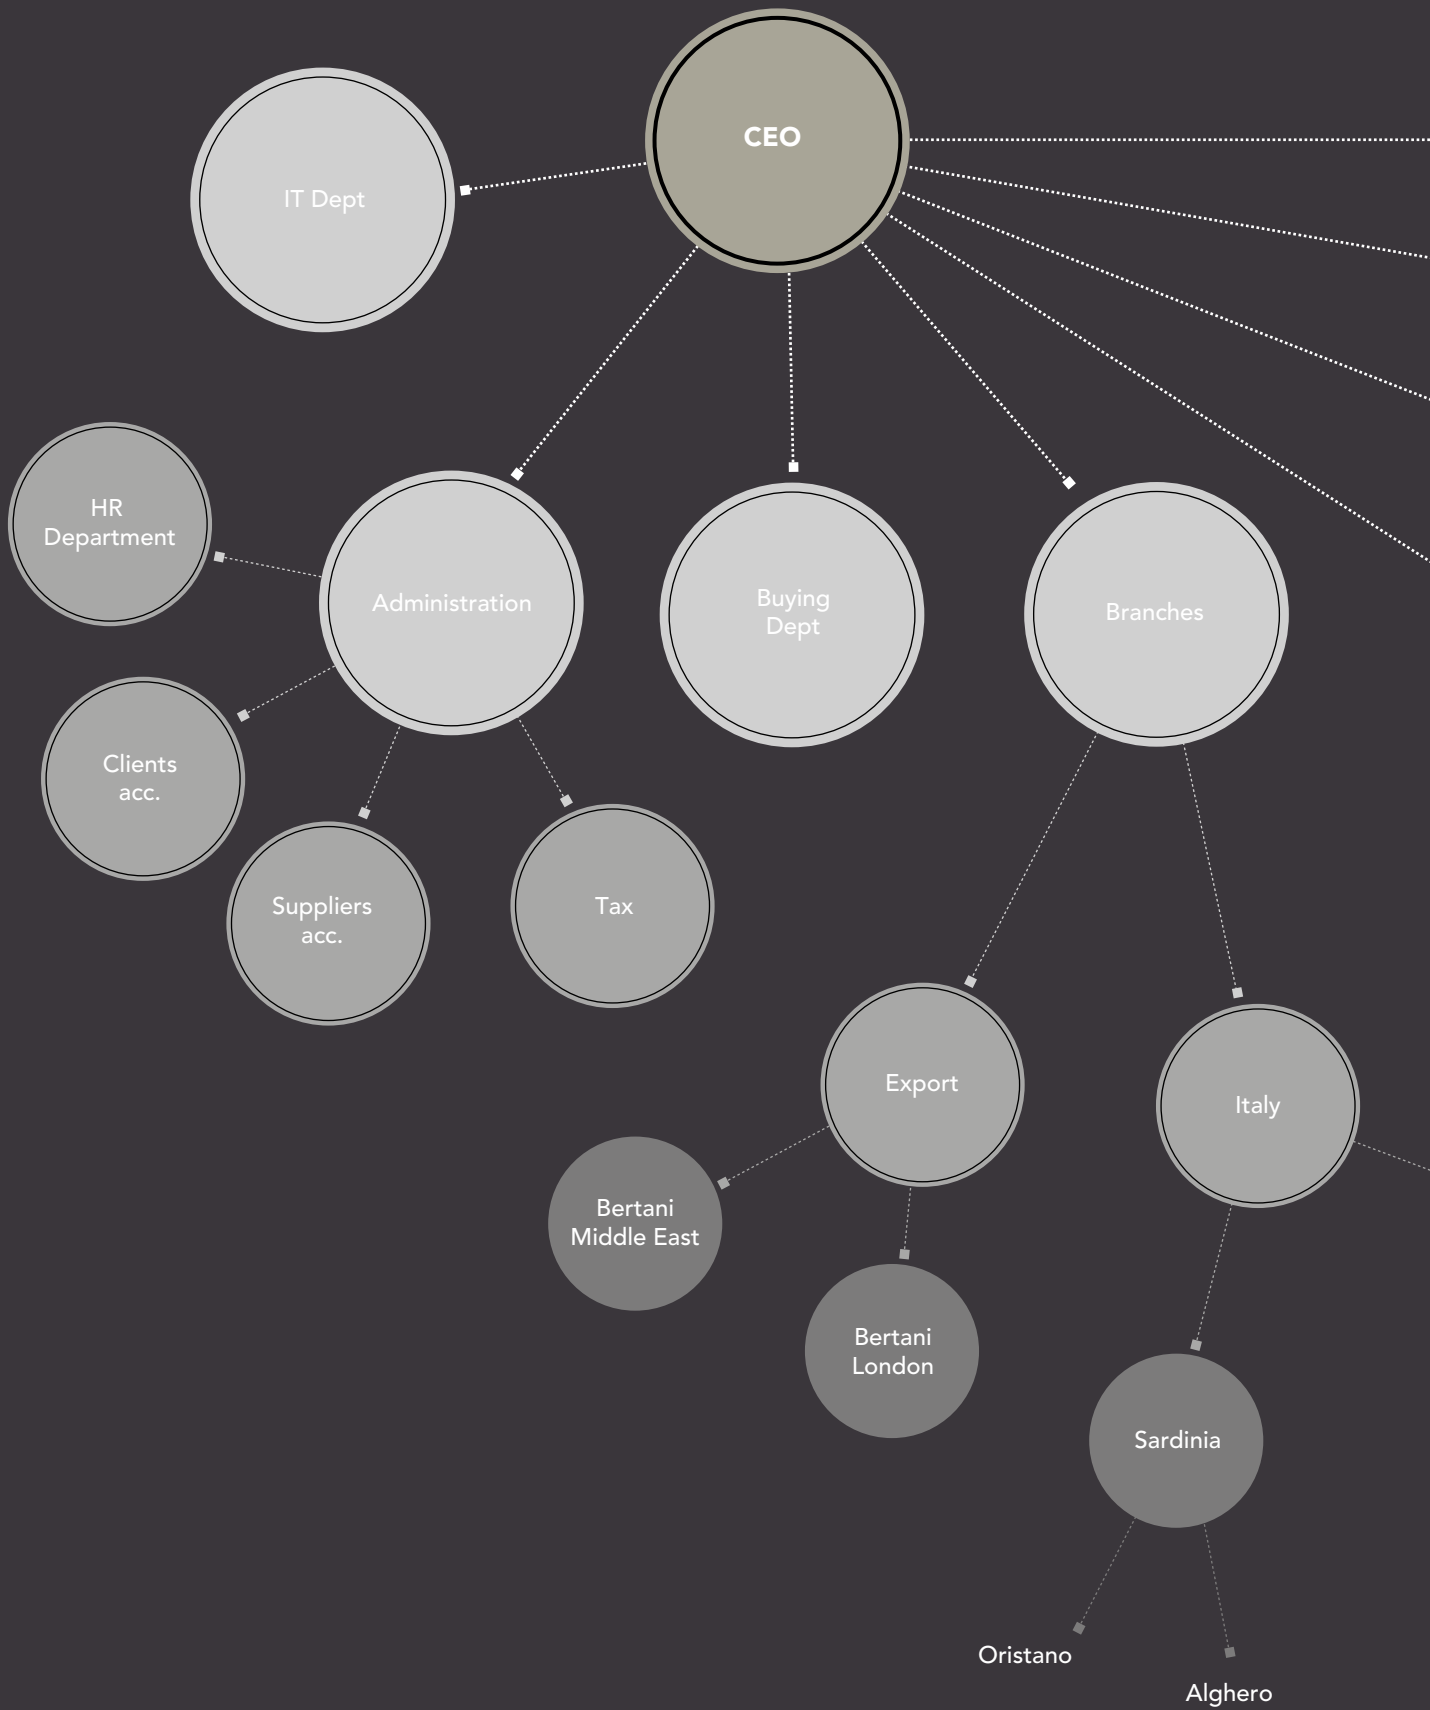 CEO
IT Dept
HR
Department
Administration
Buying
Dept
Branches
Clients
acc.
Suppliers
acc.
Tax
Export
Italy
Bertani
Middle East
Bertani
London
Sardinia
Oristano
Alghero